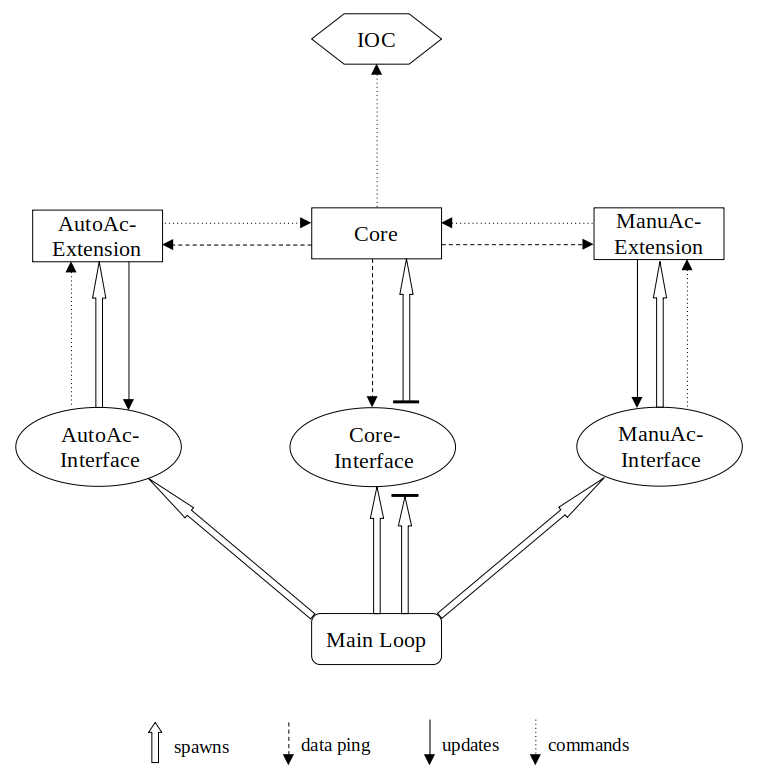 IOC
AutoAc-
Extension
Core
ManuAc-
Extension
AutoAc-
Interface
Core-
Interface
ManuAc-
Interface
Main Loop
spawns
data ping
updates
commands